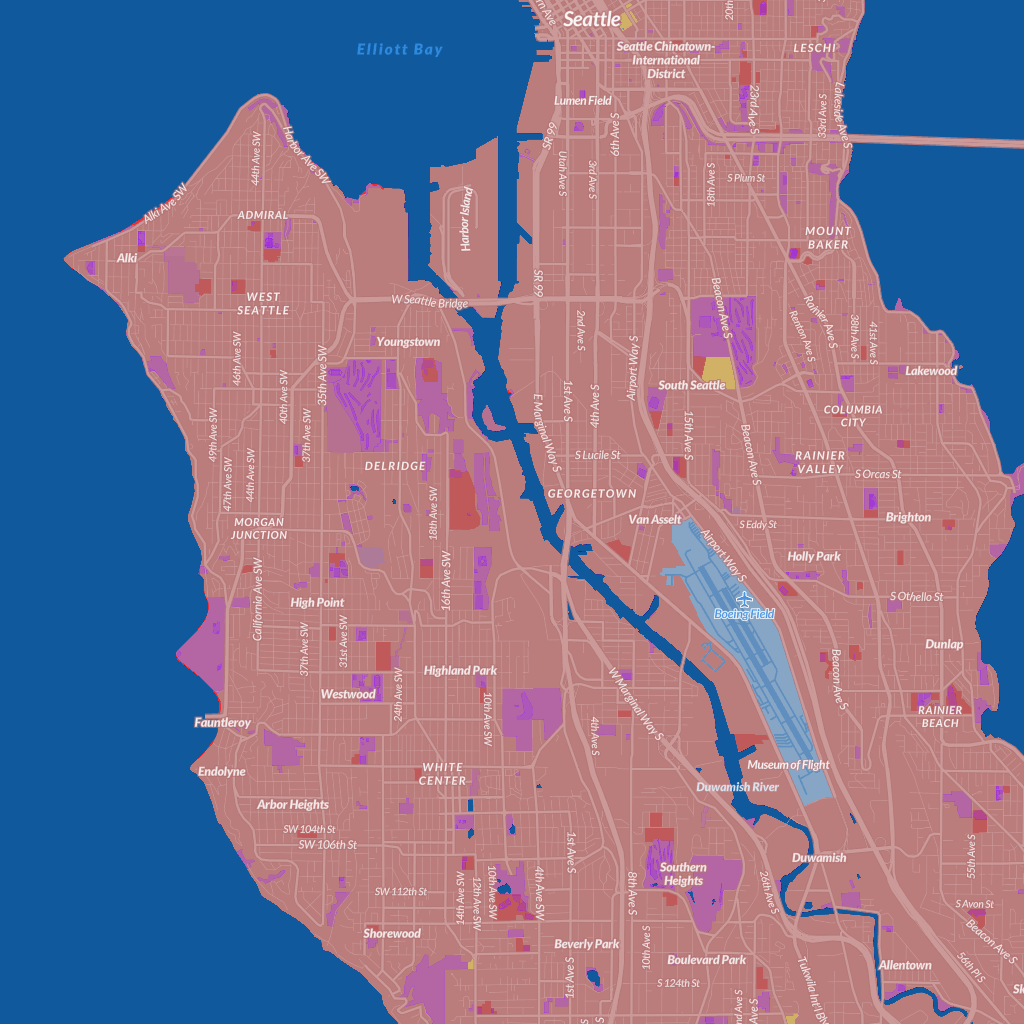 Seattle
Elliott Bay
Seattle Chinatown-
International
District
LESCHI
20th
23rd Ave S
33rd Ave S
Lakeside Ave S
Lumen Field
SR 99
6th Ave S
Utah Ave S
3rd Ave S
18th Ave S
S Plum St
44th Ave SW
Harbor Ave SW
Alki Ave SW
ADMIRAL
Harbor Island
Alki
MOUNT
BAKER
WEST
SEATTLE
W Seattle Bridge
SR 99
2nd Ave S
Beacon Ave S
Rainier Ave S
Renton Ave S
38th Ave S
41st Ave S
Youngstown
Airport Way S
46th Ave SW
35th Ave SW
40th Ave SW
37th Ave SW
49th Ave SW
Lakewood
South Seattle
1st Ave S
4th Ave S
E Marginal Way S
15th Ave S
Beacon Ave S
COLUMBIA
CITY
DELRIDGE
S Lucile St
RAINIER
VALLEY
S Orcas St
47th Ave SW
44th Ave SW
18th Ave SW
GEORGETOWN
MORGAN
JUNCTION
Van Asselt
S Eddy St
Brighton
Airport Way S
Holly Park
California Ave SW
16th Ave SW
High Point
Boeing Field
S Othello St
37th Ave SW
31st Ave SW
Dunlap
Highland Park
24th Ave SW
Westwood
10th Ave SW
W Marginal Way S
Beacon Ave S
RAINIER
BEACH
Fauntleroy
4th Ave S
Endolyne
WHITE
CENTER
Museum of Flight
Duwamish River
Arbor Heights
SW 104th St
SW 106th St
1st Ave S
Duwamish
55th Ave S
Southern
Heights
SW 112th St
14th Ave SW
12th Ave SW
10th Ave SW
4th Ave SW
8th Ave S
26th Ave S
S Avon St
Beacon Ave S
Shorewood
Beverly Park
10th Ave S
Boulevard Park
Allentown
56th Pl S
1st Ave S
S 124th St
Tukwila Int'l Blv